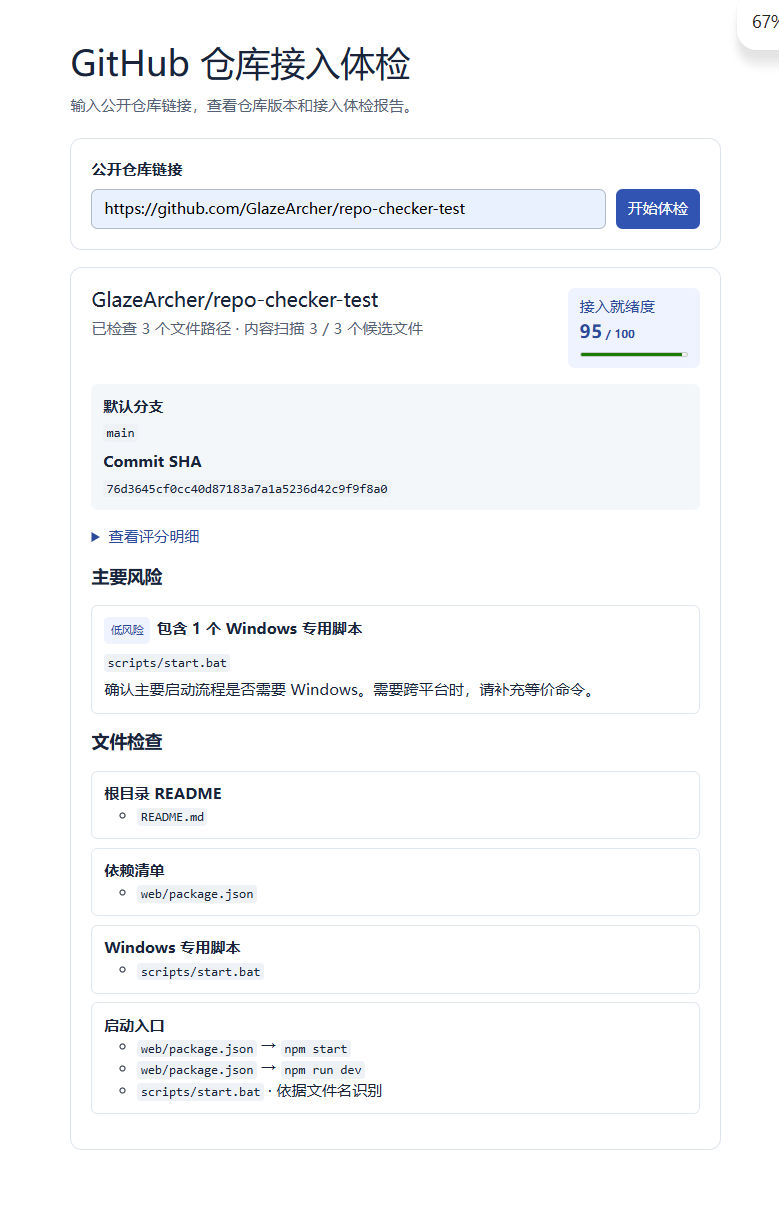 67%
GitHub 仓库接入体检
输入公开仓库链接，查看仓库版本和接入体检报告。
公开仓库链接
https://github.com/GlazeArcher/repo-checker-test
开始体检
GlazeArcher/repo-checker-test
已检查 3 个文件路径 · 内容扫描 3 / 3 个候选文件
接入就绪度
95 / 100
默认分支
main
Commit SHA
76d3645cf0cc40d87183a7a1a5236d42c9f9f8a0
▶ 查看评分明细
主要风险
低风险 包含 1 个 Windows 专用脚本
scripts/start.bat
确认主要启动流程是否需要 Windows。需要跨平台时，请补充等价命令。
文件检查
根目录 README
README.md
依赖清单
web/package.json
Windows 专用脚本
scripts/start.bat
启动入口
web/package.json → npm start
web/package.json → npm run dev
scripts/start.bat · 依据文件名识别